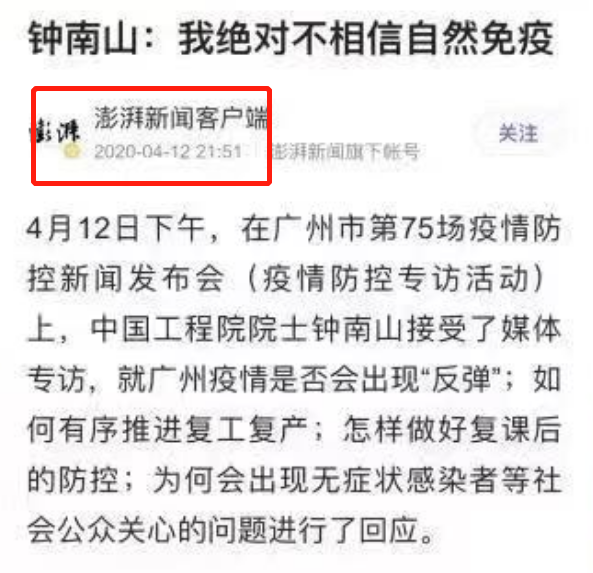 钟南山：我绝对不相信自然免疫
澎湃
澎湃新闻客户端
2020-04-12 21:51 澎湃新闻旗下帐号
关注
4月12日下午，在广州市第75场疫情防
控新闻发布会（疫情防控专访活动）
上，中国工程院院士钟南山接受了媒体
专访，就广州疫情是否会出现“反弹”；如
何有序推进复工复产；怎样做好复课后
的防控；为何会出现无症状感染者等社
会公众关心的问题进行了回应。